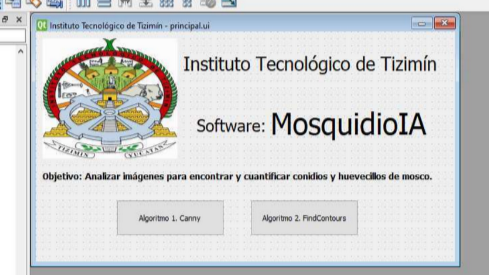 Instituto Tecnológico de Tizimín - principal.ui
Instituto Tecnológico de Tizimín
Software: MosquidioIA
TIZIMIN YUCATAN
Objetivo: Analizar imágenes para encontrar y cuantificar conidios y huevecillos de mosco.
Algoritmo 1. Canny
Algoritmo 2. FindContours